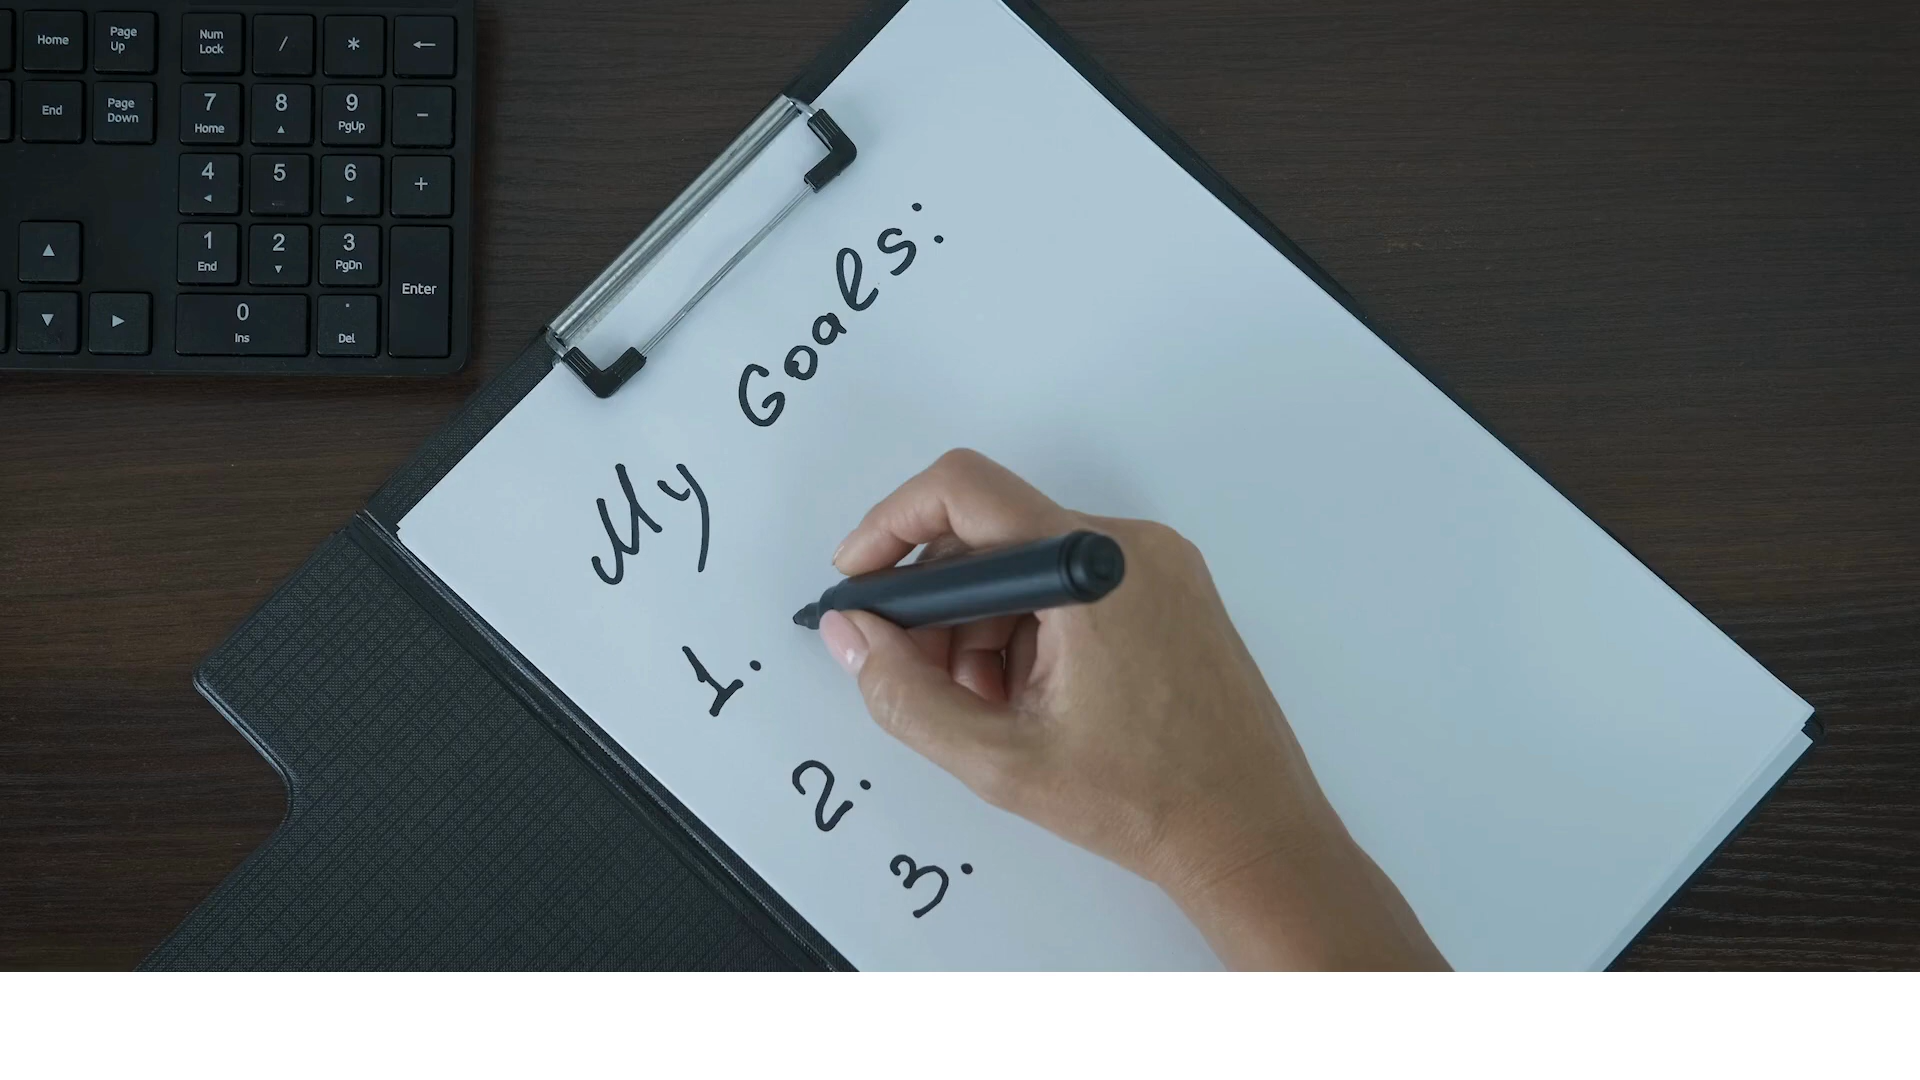 Home Page Up Num Lock / * ←
End Page Down 7 Home 8 ▲ 9 PgUp -
4 ◄ 5 6 ► +
▲ 1 End 2 ▼ 3 PgDn Enter
▼ ► 0 Ins . Del
My Goals:
1.
2.
3.